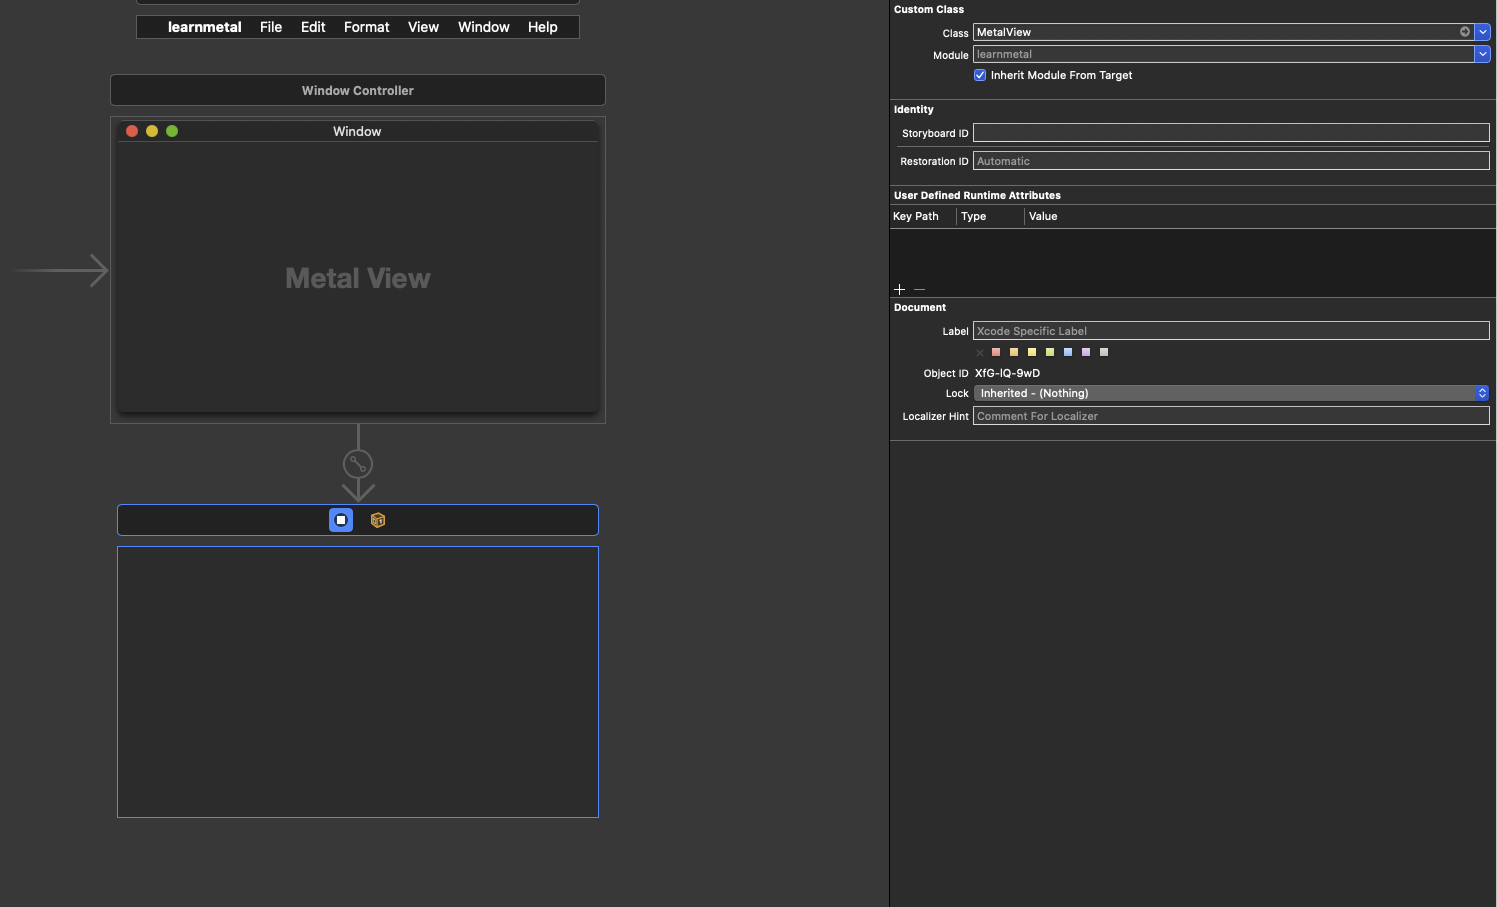 learnmetal File Edit Format View Window Help
Window Controller
Window
Metal View
Custom Class
Class MetalView
Module learnmetal
Inherit Module From Target
Identity
Storyboard ID
Restoration ID Automatic
User Defined Runtime Attributes
Key Path Type Value
Document
Label Xcode Specific Label
Object ID XfG-lQ-9wD
Lock Inherited - (Nothing)
Localizer Hint Comment For Localizer